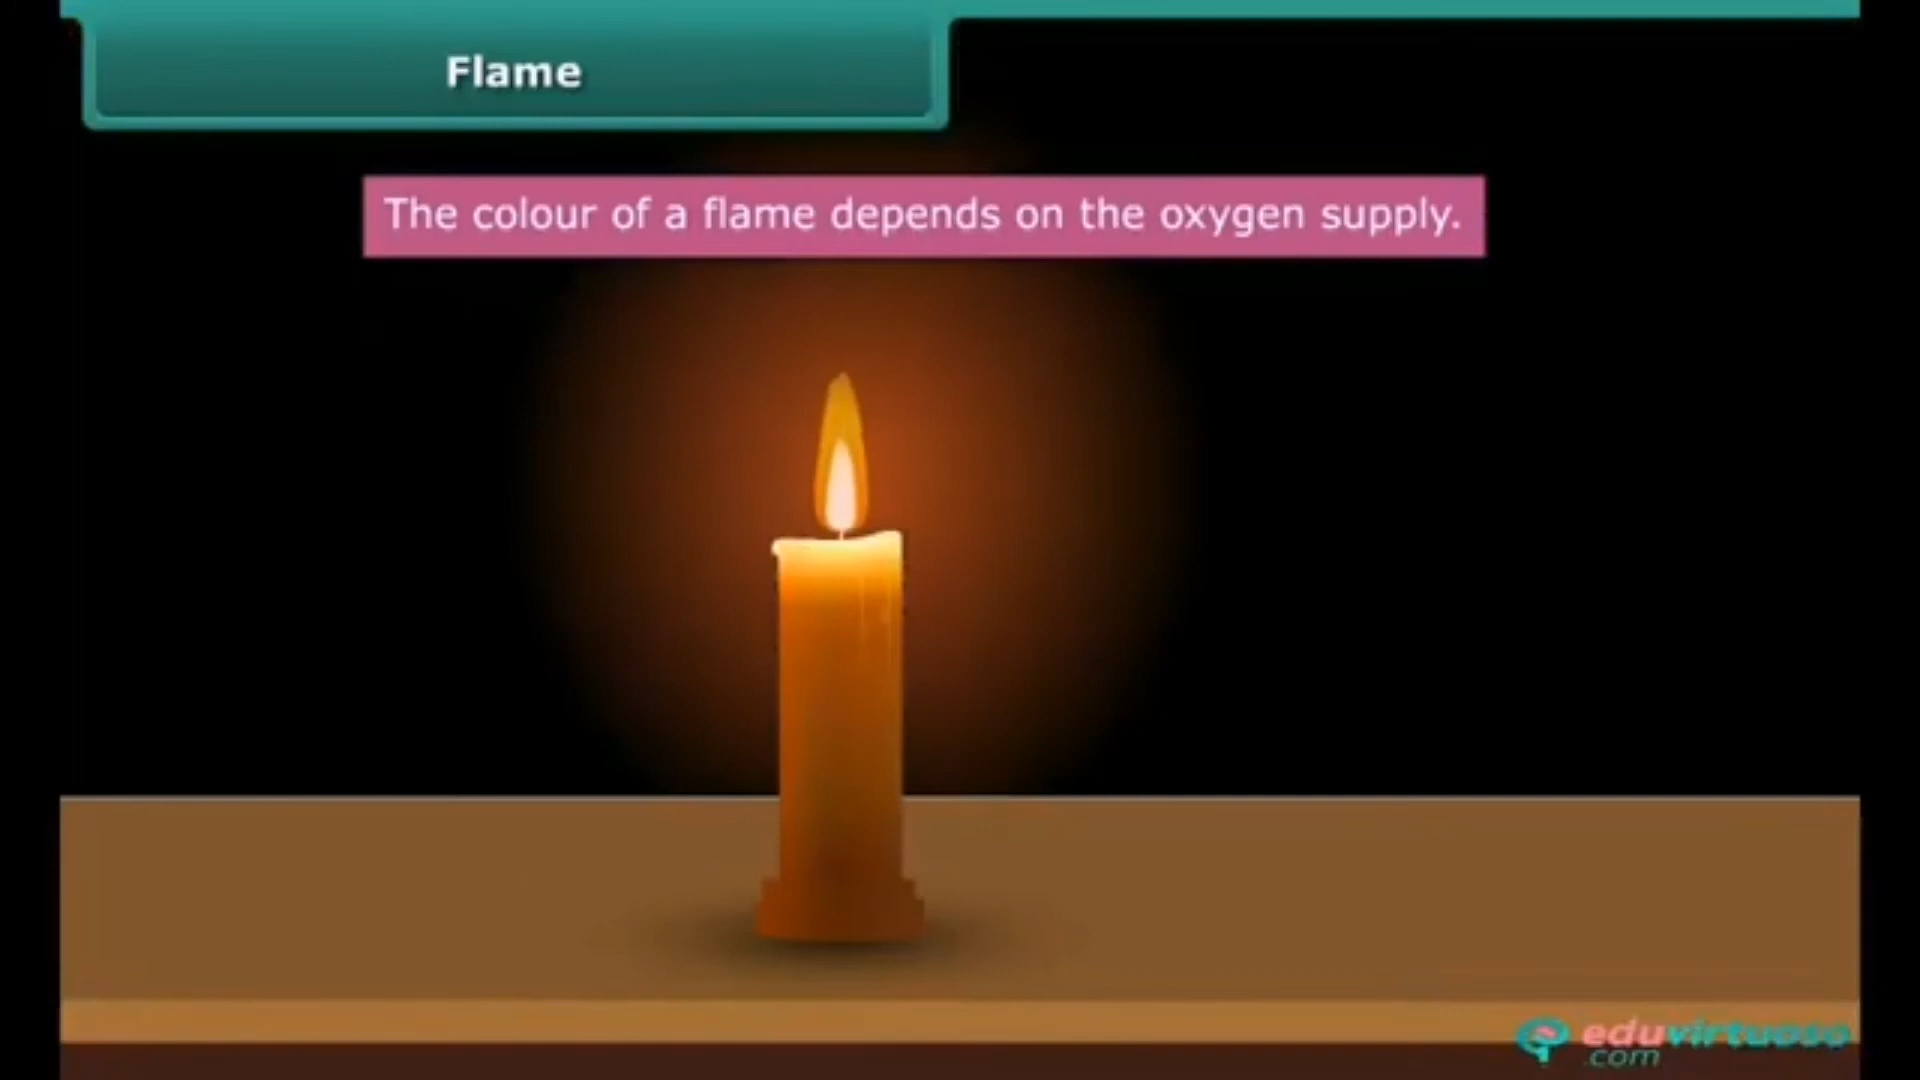 Flame
The colour of a flame depends on the oxygen supply.
eduvirtuoso
.com